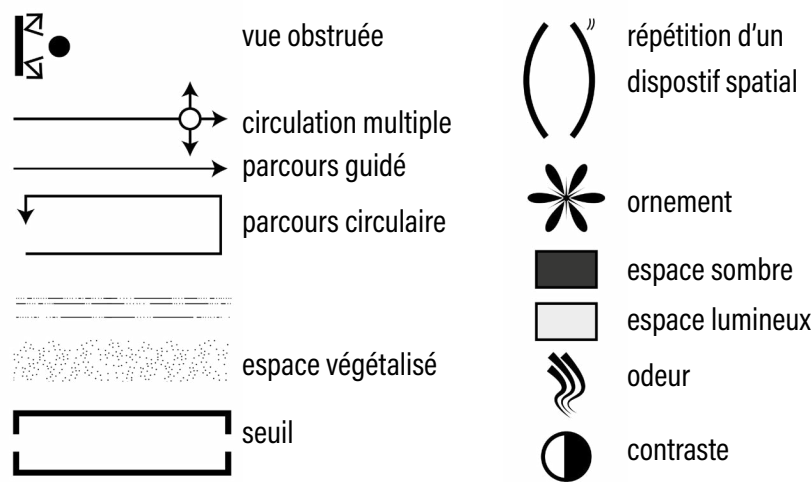 vue obstruée
circulation multiple
parcours guidé
parcours circulaire
espace végétalisé
seuil
répétition d'un
dispostif spatial
ornement
espace sombre
espace lumineux
odeur
contraste